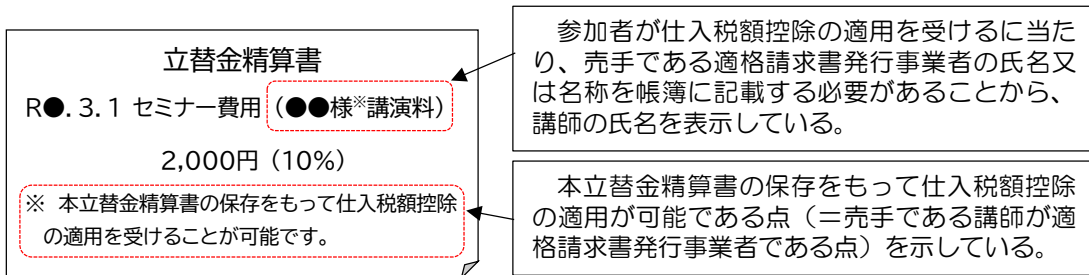 立替金精算書
R●.3.1 セミナー費用（●●様※講演料）
2,000円（10%）
※ 本立替金精算書の保存をもって仕入税額控除
の適用を受けることが可能です。
参加者が仕入税額控除の適用を受けるに当た
り、売手である適格請求書発行事業者の氏名又
は名称を帳簿に記載する必要があることから、
講師の氏名を表示している。
本立替金精算書の保存をもって仕入税額控除
の適用が可能である点（＝売手である講師が適
格請求書発行事業者である点）を示している。